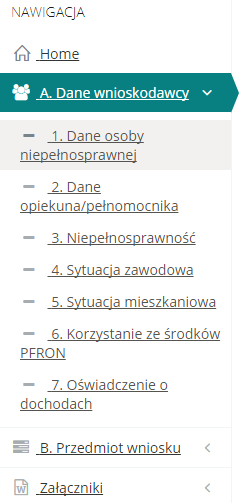 NAWIGACJA
Home
A. Dane wnioskodawcy
1. Dane osoby
niepełnosprawnej
2. Dane
opiekuna/pełnomocnika
3. Niepełnosprawność
4. Sytuacja zawodowa
5. Sytuacja mieszkaniowa
6. Korzystanie ze środków
PFRON
7. Oświadczenie o
dochodach
B. Przedmiot wniosku
Załączniki